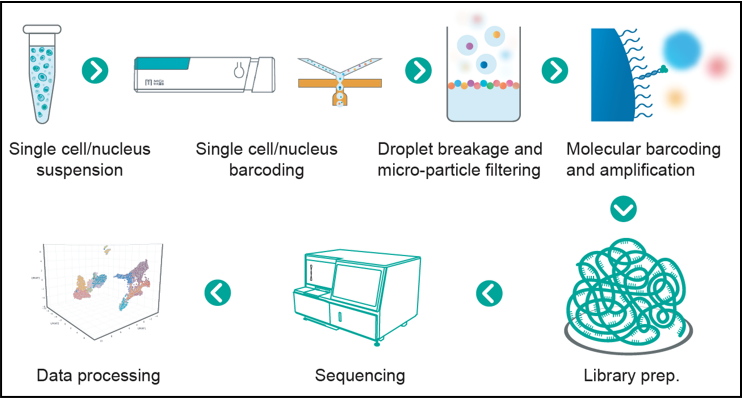 Single cell/nucleus
suspension
Single cell/nucleus
barcoding
Droplet breakage and
micro-particle filtering
Molecular barcoding
and amplification
Data processing
Sequencing
Library prep.